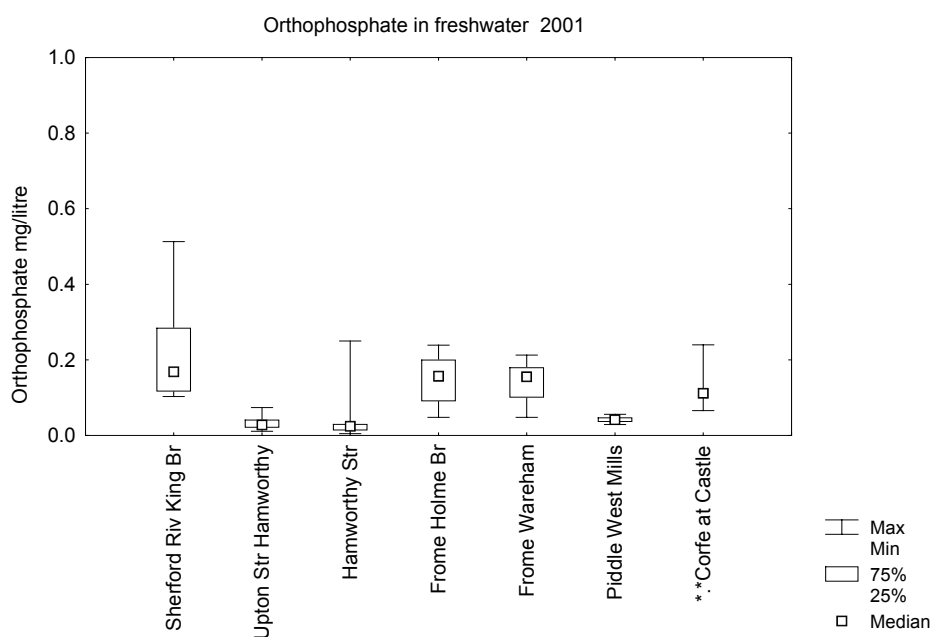 Orthophosphate in freshwater 2001
Orthophosphate mg/litre
1.0
0.8
0.6
0.4
0.2
0.0
Sherford Riv King Br
Upton Str Hamworthy
Hamworthy Str
Frome Holme Br
Frome Wareham
Piddle West Mills
*.*Corfe at Castle
Max
Min
75%
25%
Median